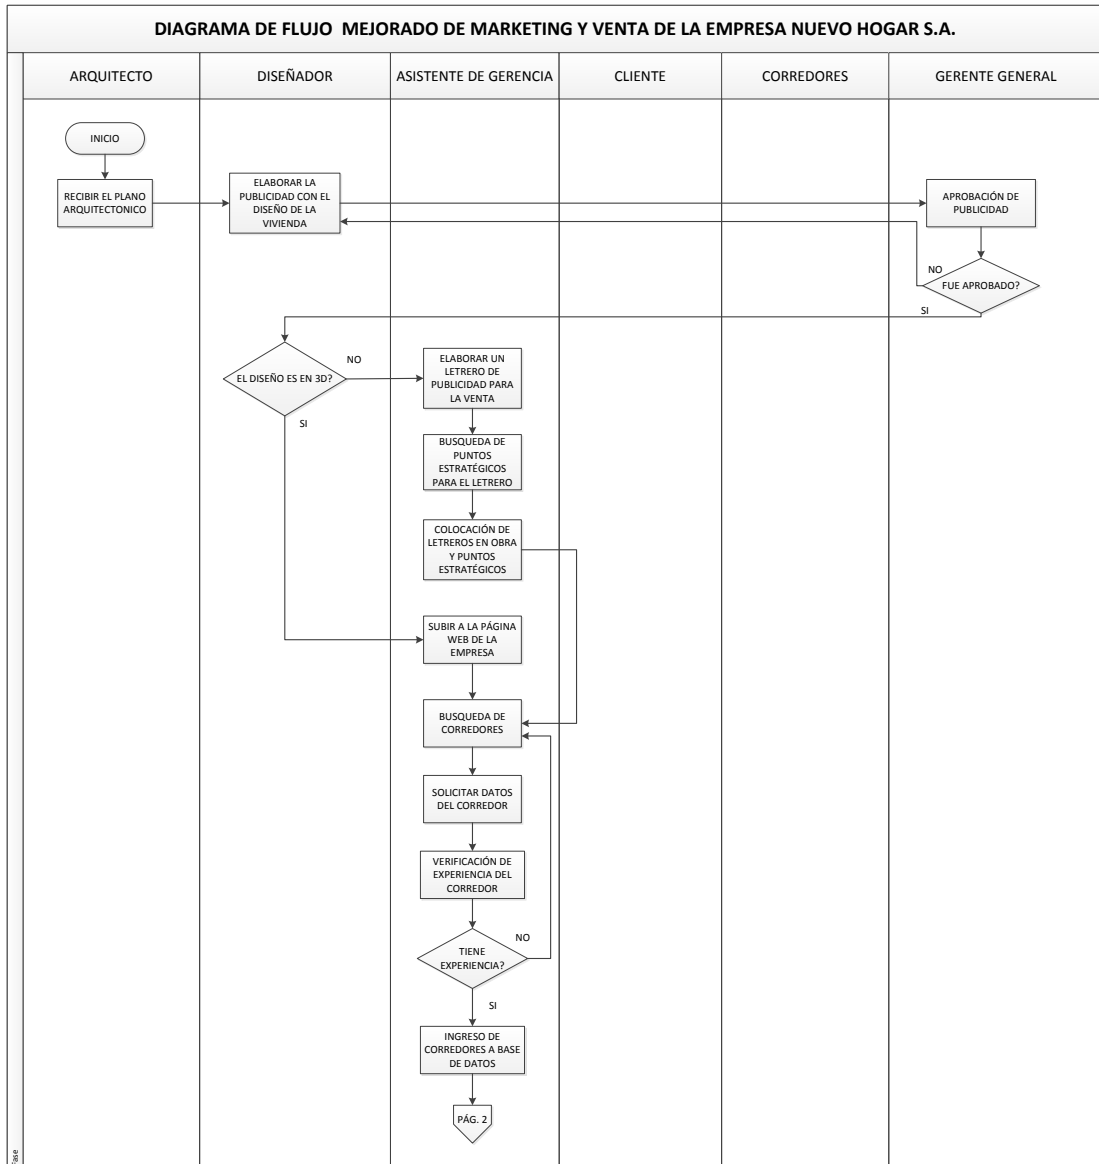 DIAGRAMA DE FLUJO  MEJORADO DE MARKETING Y VENTA DE LA EMPRESA NUEVO HOGAR S.A.
ARQUITECTO
DISEÑADOR
ASISTENTE DE GERENCIA
CLIENTE
CORREDORES
GERENTE GENERAL
INICIO
RECIBIR EL PLANO
ARQUITECTONICO
ELABORAR LA
PUBLICIDAD CON EL
DISEÑO DE LA
VIVIENDA
APROBACIÓN DE
PUBLICIDAD
NO
FUE APROBADO?
SI
EL DISEÑO ES EN 3D?
NO
SI
ELABORAR UN
LETRERO DE
PUBLICIDAD PARA
LA VENTA
BUSQUEDA DE
PUNTOS
ESTRATÉGICOS
PARA EL LETRERO
COLOCACIÓN DE
LETREROS EN OBRA
Y PUNTOS
ESTRATÉGICOS
SUBIR A LA PÁGINA
WEB DE LA
EMPRESA
BUSQUEDA DE
CORREDORES
SOLICITAR DATOS
DEL CORREDOR
VERIFICACIÓN DE
EXPERIENCIA DEL
CORREDOR
TIENE
EXPERIENCIA?
NO
SI
INGRESO DE
CORREDORES A BASE
DE DATOS
PÁG. 2
Fase